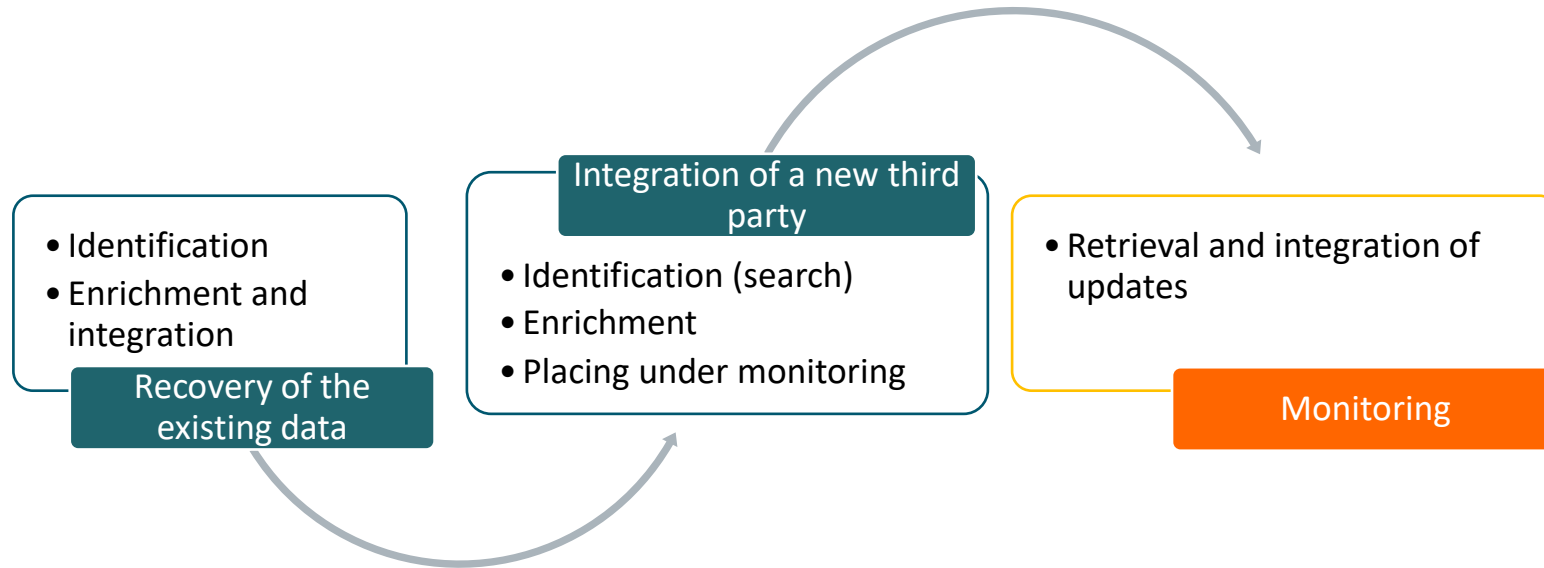 • Identification
• Enrichment and
integration
Recovery of the
existing data
Integration of a new third
party
• Identification (search)
• Enrichment
• Placing under monitoring
• Retrieval and integration of
updates
Monitoring